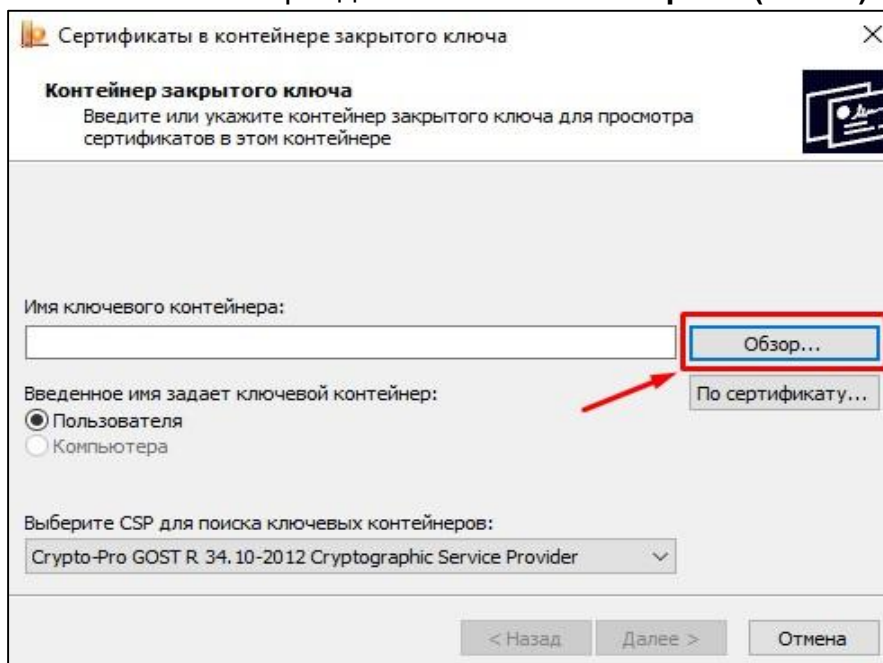 Сертификаты в контейнере закрытого ключа
Контейнер закрытого ключа
Введите или укажите контейнер закрытого ключа для просмотра
сертификатов в этом контейнере
Имя ключевого контейнера:
Обзор...
Введенное имя задает ключевой контейнер:
По сертификату...
Пользователя
Компьютера
Выберите CSP для поиска ключевых контейнеров:
Crypto-Pro GOST R 34.10-2012 Cryptographic Service Provider
< Назад Далее > Отмена